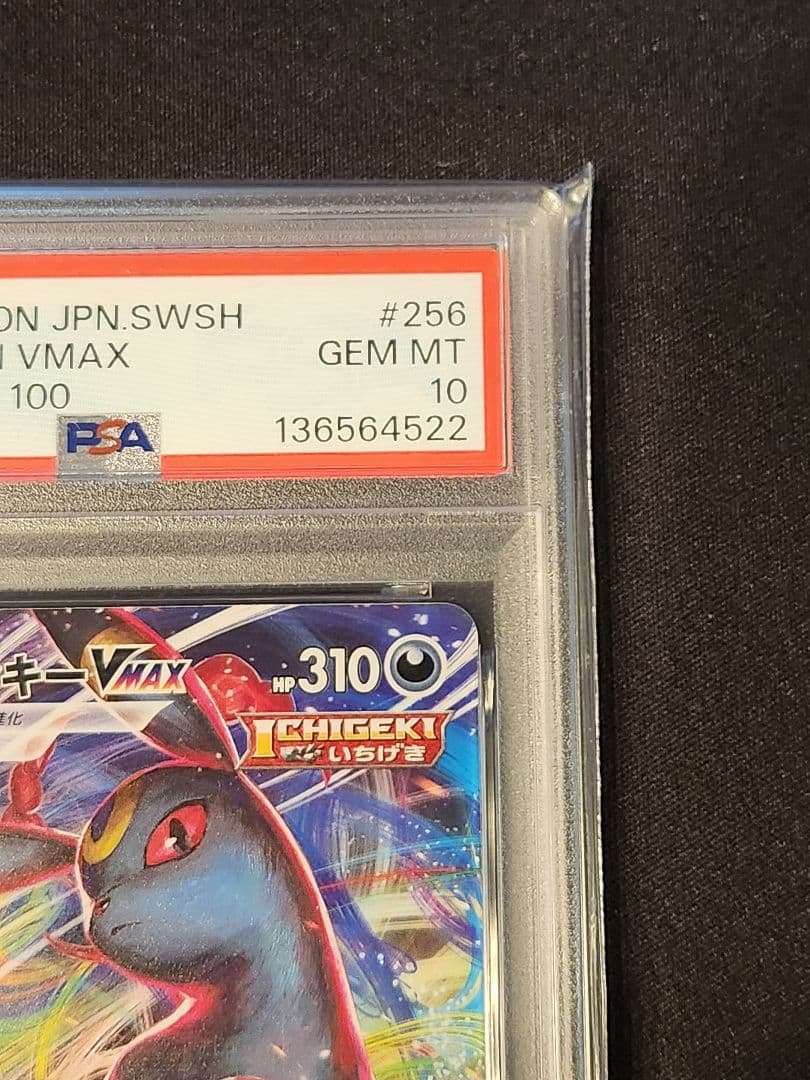 ON JPN.SWSH #256
VMAX GEM MT
100 10
PSA 136564522
キーVMAX HP310
進化
ICHIGEKI
いちげき